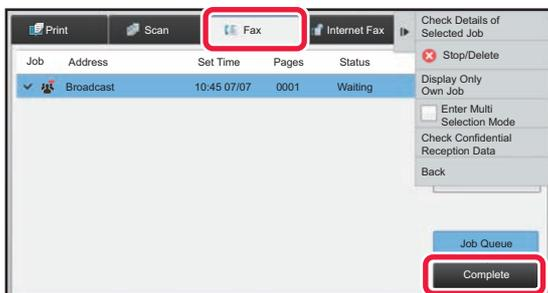 Print
Scan
Fax
Internet Fax
Job
Address
Set Time
Pages
Status
Broadcast
10:45 07/07
0001
Waiting
Check Details of
Selected Job
Stop/Delete
Display Only
Own Job
Enter Multi
Selection Mode
Check Confidential
Reception Data
Back
Job Queue
Complete